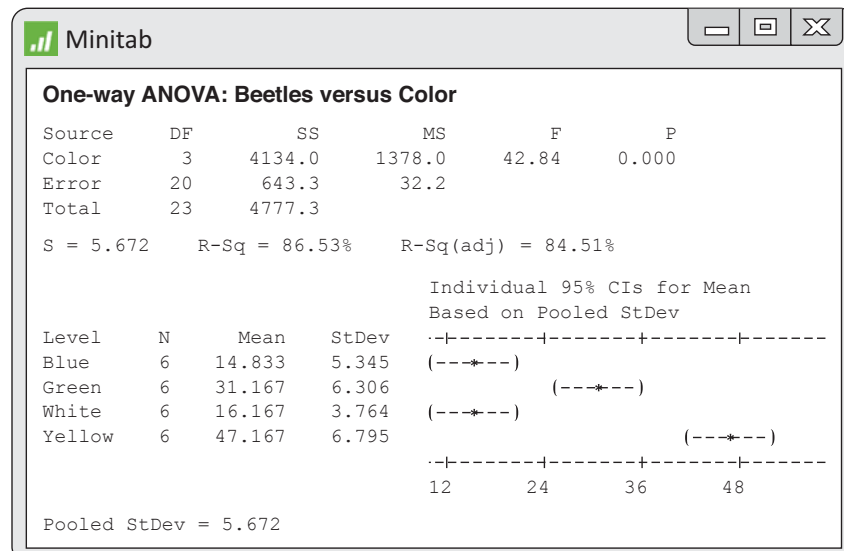 Minitab
One-way ANOVA: Beetles versus Color
Source DF SS MS F P
Color 3 4134.0 1378.0 42.84 0.000
Error 20 643.3 32.2
Total 23 4777.3
S = 5.672 R-Sq = 86.53% R-Sq(adj) = 84.51%
Individual 95% CIs for Mean
Based on Pooled StDev
Level N Mean StDev ·-+-------+-------+-------+-------
Blue 6 14.833 5.345 (---*---)
Green 6 31.167 6.306 (---*---)
White 6 16.167 3.764 (---*---)
Yellow 6 47.167 6.795 (---*---)
·-+-------+-------+-------+-------
12 24 36 48
Pooled StDev = 5.672